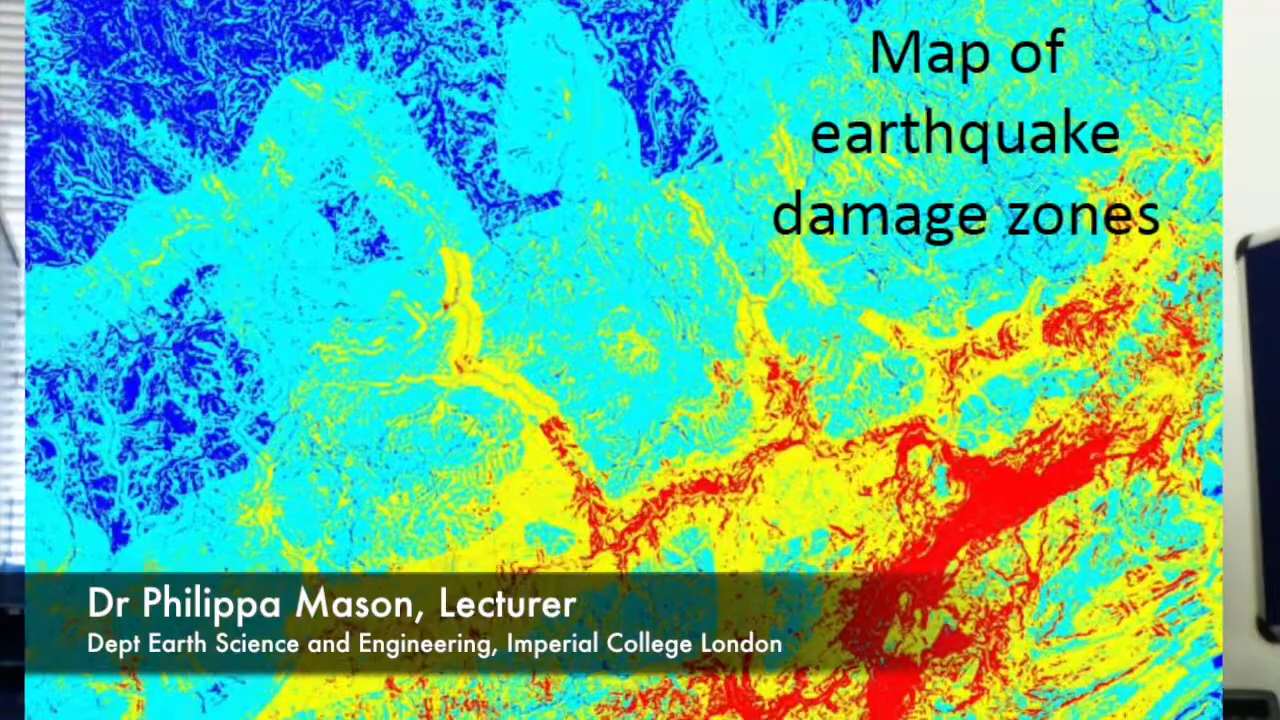 Map of
earthquake
damage zones
Dr Philippa Mason, Lecturer
Dept Earth Science and Engineering, Imperial College London